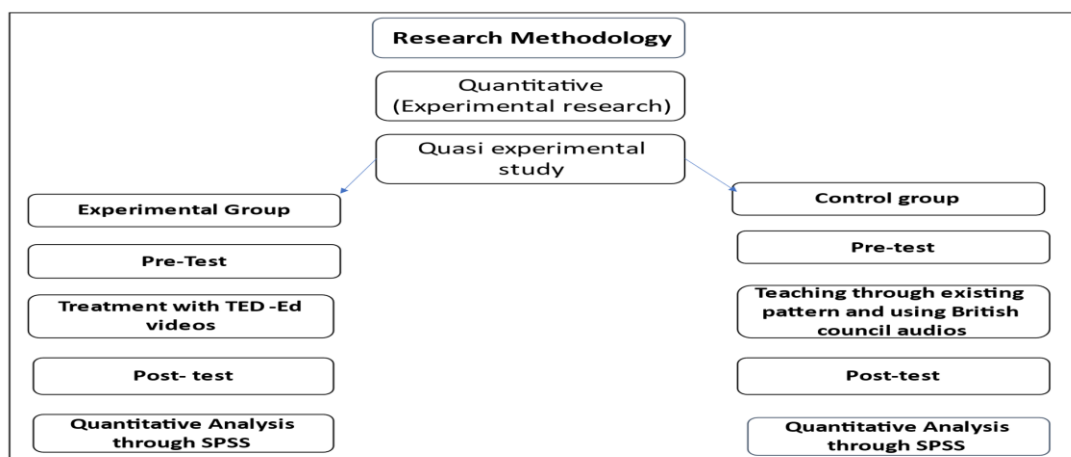 Research Methodology
Quantitative
(Experimental research)
Quasi experimental
study
Experimental Group
Pre-Test
Treatment with TED -Ed
videos
Post- test
Quantitative Analysis
through SPSS
Control group
Pre-test
Teaching through existing
pattern and using British
council audios
Post-test
Quantitative Analysis
through SPSS